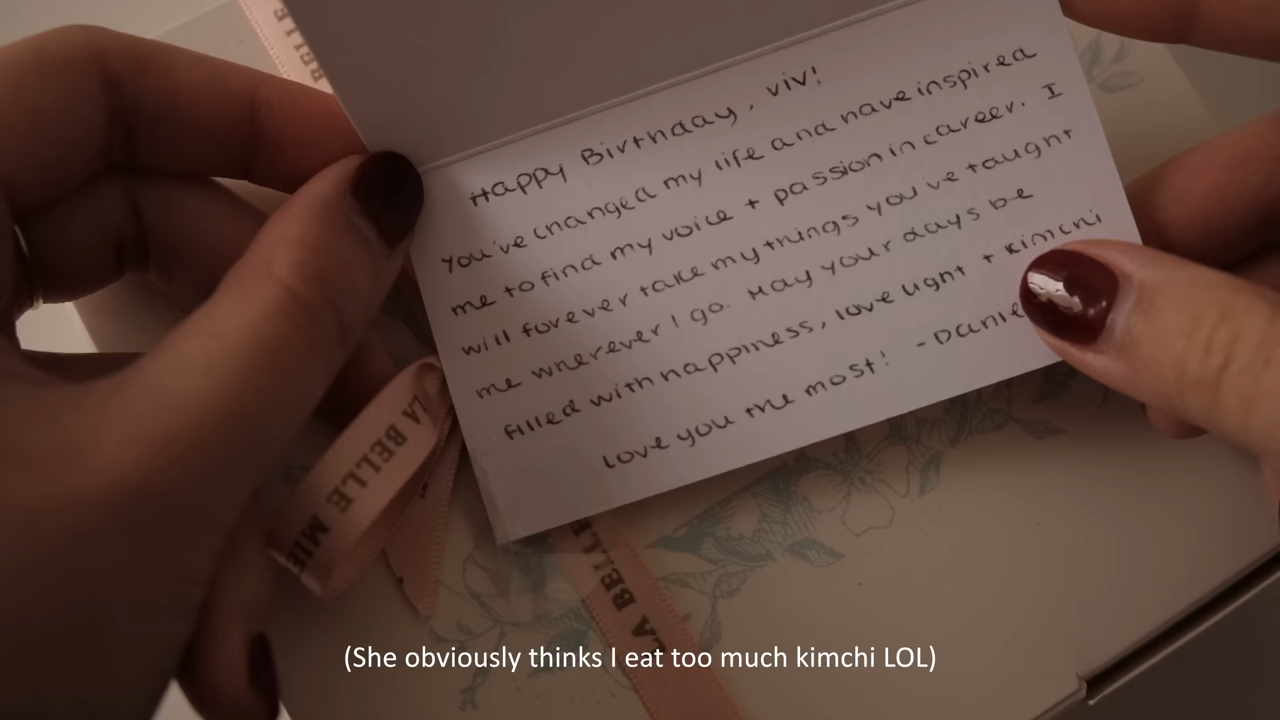 BELLE
Happy Birthday, viv!
you've changed my life and have inspired
me to find my voice + passion in career. I
will forever take my things you've taught
me wherever I go. May your days be
filled with happiness, love light + kimchi
love you the most! - Danie
LA BELLE MIE
LA BELLE
(She obviously thinks I eat too much kimchi LOL)